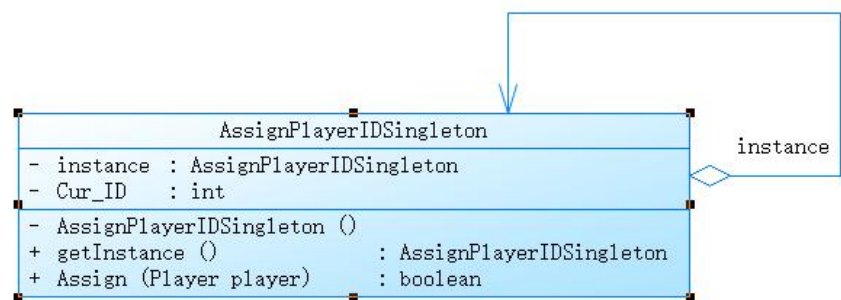 AssignPlayerIDSingleton
- instance : AssignPlayerIDSingleton
- Cur_ID : int
- AssignPlayerIDSingleton ()
+ getInstance () : AssignPlayerIDSingleton
+ Assign (Player player) : boolean
instance